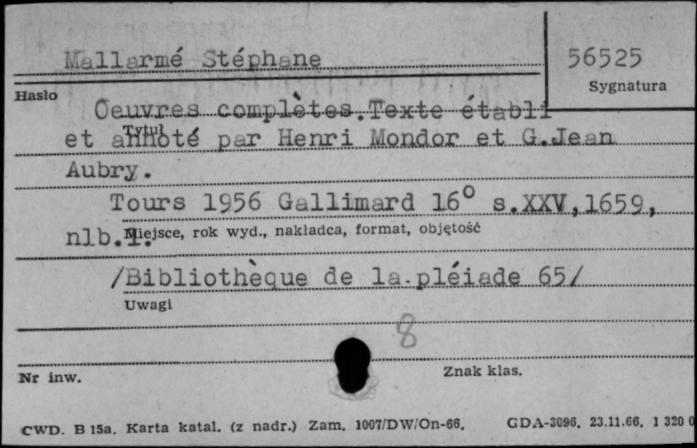 Mallarmé Stéphane
56525
Sygnatura
Hasło
Oeuvres complètes.Texte établi
Tytuł
et annoté par Henri Mondor et G.Jean
Aubry.
Tours 1956 Gallimard 16° s.XXV,1659,
nlb.1.
Miejsce, rok wyd., nakładca, format, objętość
/Bibliothèque de la.pléiade 65/
Uwagi
8
Nr inw.
Znak klas.
CWD. B 15a. Karta katal. (z nadr.) Zam. 1007/DW/On-66. GDA-3096. 23.11.66. 1 320 0